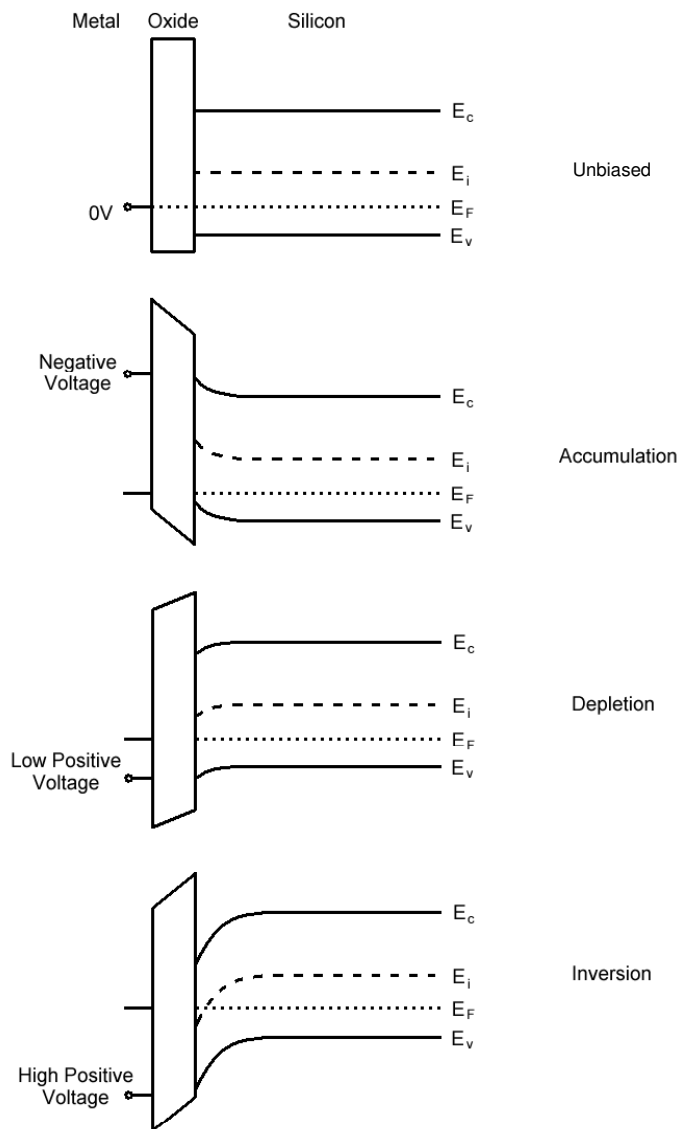 Metal Oxide Silicon
E_c
E_i
Unbiased
0V
E_F
E_v
Negative
Voltage
E_c
E_i
Accumulation
E_F
E_v
E_c
E_i
Depletion
E_F
Low Positive
Voltage
E_v
E_c
E_i
Inversion
E_F
E_v
High Positive
Voltage